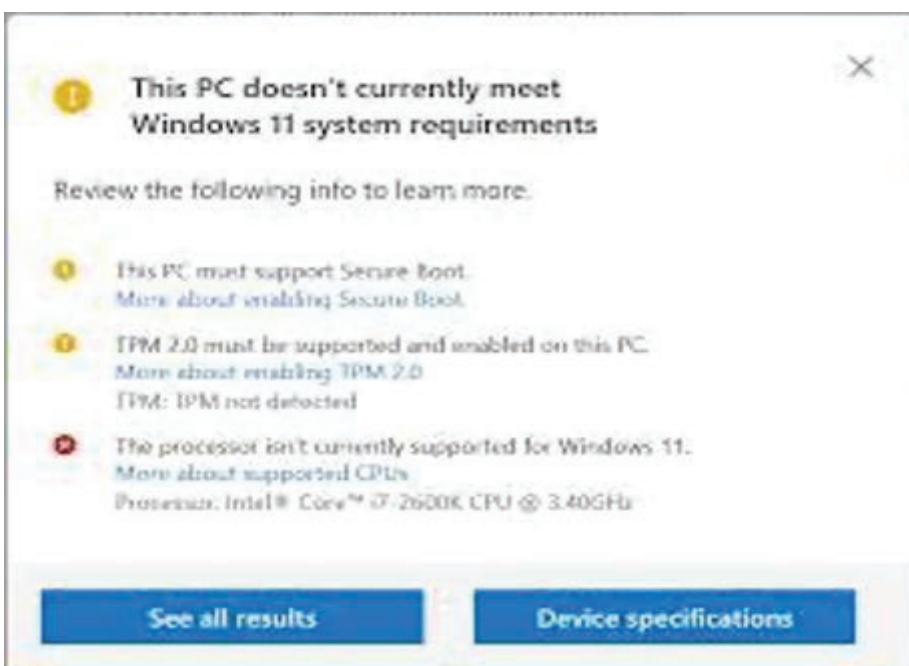 This PC doesn't currently meet
Windows 11 system requirements
Review the following info to learn more.
This PC must support Secure Boot.
More about enabling Secure Boot
TPM 2.0 must be supported and enabled on this PC.
More about enabling TPM 2.0
TPM: TPM not detected
The processor isn't currently supported for Windows 11.
More about supported CPUs
Processor: Intel® Core™ i7-2600K CPU @ 3.40GHz
See all results
Device specifications